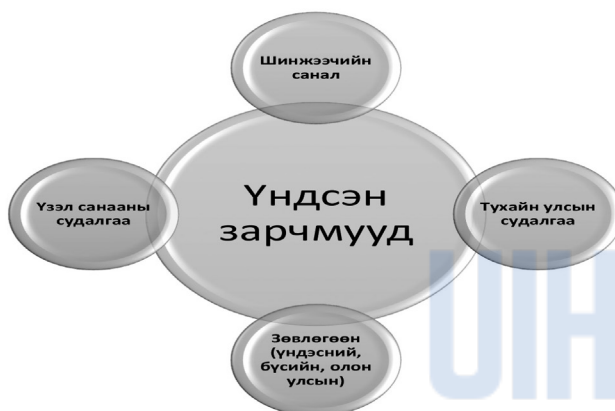 Шинжээчийн
санал
Үзэл санааны
судалгаа
Үндсэн
зарчмууд
Тухайн улсын
судалгаа
Зөвлөгөөн
(үндэсний,
бүсийн, олон
улсын)
UIH